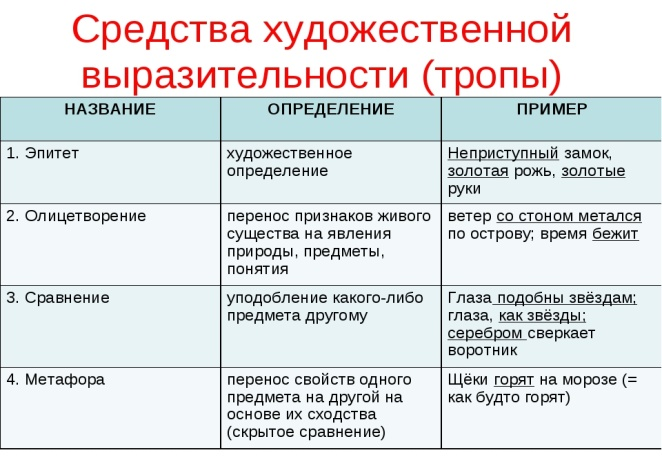 Средства художественной
выразительности (тропы)
НАЗВАНИЕ
ОПРЕДЕЛЕНИЕ
ПРИМЕР
1. Эпитет
художественное
определение
Неприступный замок,
золотая рожь, золотые
руки
2. Олицетворение
перенос признаков живого
существа на явления
природы, предметы,
понятия
ветер со стоном метался
по острову; время бежит
3. Сравнение
уподобление какого-либо
предмета другому
Глаза подобны звёздам;
глаза, как звёзды;
серебром сверкает
воротник
4. Метафора
перенос свойств одного
предмета на другой на
основе их сходства
(скрытое сравнение)
Щёки горят на морозе (=
как будто горят)